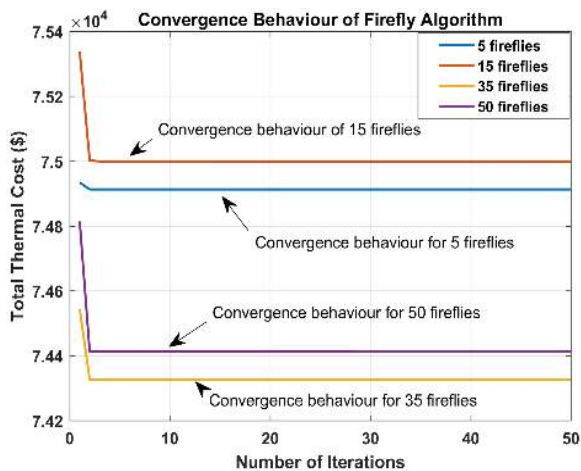 Convergence Behaviour of Firefly Algorithm
×10⁴
7.54
7.52
7.5
7.48
7.46
7.44
7.42
Total Thermal Cost ($)
5 fireflies
15 fireflies
35 fireflies
50 fireflies
Convergence behaviour of 15 fireflies
Convergence behaviour for 5 fireflies
Convergence behaviour for 50 fireflies
Convergence behaviour for 35 fireflies
0 10 20 30 40 50
Number of Iterations